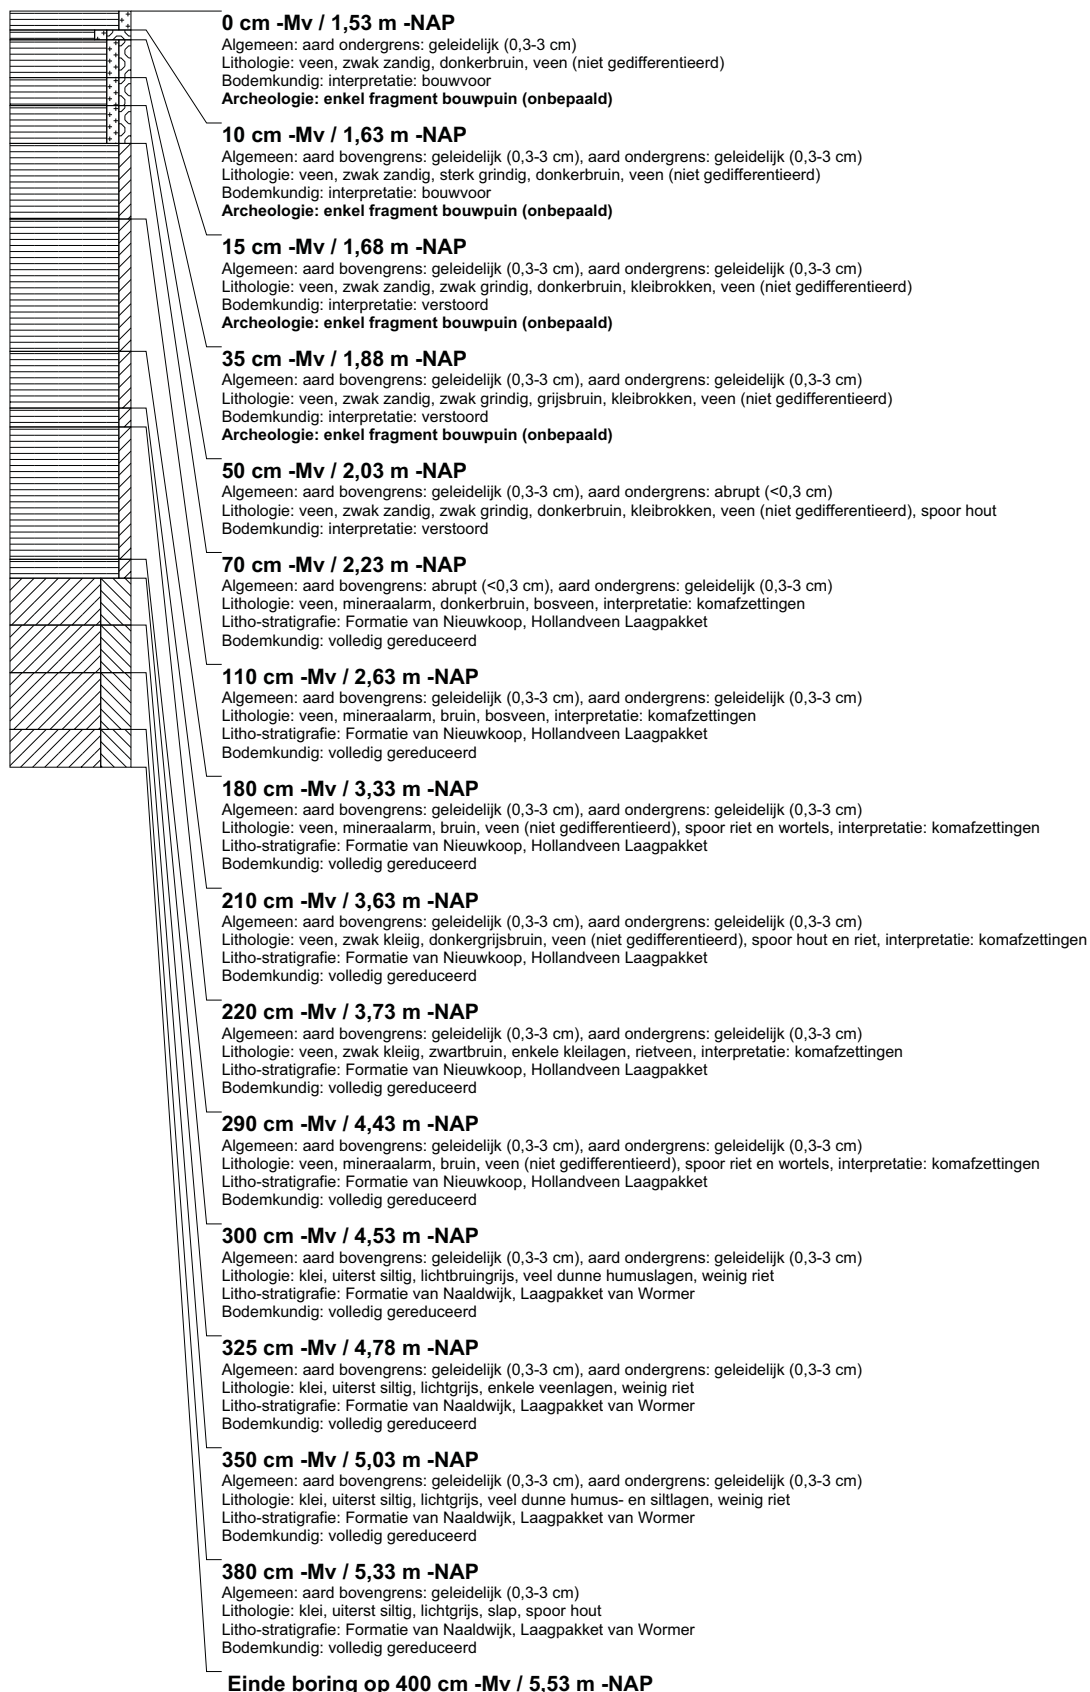 0 cm -Mv / 1,53 m -NAP
Algemeen: aard ondergrens: geleidelijk (0,3-3 cm)
Lithologie: veen, zwak zandig, donkerbruin, veen (niet gedifferentieerd)
Bodemkundig: interpretatie: bouwvoor
Archeologie: enkel fragment bouwpuin (onbepaald)
10 cm -Mv / 1,63 m -NAP
Algemeen: aard bovengrens: geleidelijk (0,3-3 cm), aard ondergrens: geleidelijk (0,3-3 cm)
Lithologie: veen, zwak zandig, sterk grindig, donkerbruin, veen (niet gedifferentieerd)
Bodemkundig: interpretatie: bouwvoor
Archeologie: enkel fragment bouwpuin (onbepaald)
15 cm -Mv / 1,68 m -NAP
Algemeen: aard bovengrens: geleidelijk (0,3-3 cm), aard ondergrens: geleidelijk (0,3-3 cm)
Lithologie: veen, zwak zandig, zwak grindig, donkerbruin, kleibrokken, veen (niet gedifferentieerd)
Bodemkundig: interpretatie: verstoord
Archeologie: enkel fragment bouwpuin (onbepaald)
35 cm -Mv / 1,88 m -NAP
Algemeen: aard bovengrens: geleidelijk (0,3-3 cm), aard ondergrens: geleidelijk (0,3-3 cm)
Lithologie: veen, zwak zandig, zwak grindig, grijsbruin, kleibrokken, veen (niet gedifferentieerd)
Bodemkundig: interpretatie: verstoord
Archeologie: enkel fragment bouwpuin (onbepaald)
50 cm -Mv / 2,03 m -NAP
Algemeen: aard bovengrens: geleidelijk (0,3-3 cm), aard ondergrens: abrupt (<0,3 cm)
Lithologie: veen, zwak zandig, zwak grindig, donkerbruin, kleibrokken, veen (niet gedifferentieerd), spoor hout
Bodemkundig: interpretatie: verstoord
70 cm -Mv / 2,23 m -NAP
Algemeen: aard bovengrens: abrupt (<0,3 cm), aard ondergrens: geleidelijk (0,3-3 cm)
Lithologie: veen, mineraalarm, donkerbruin, bosveen, interpretatie: komafzettingen
Litho-stratigrafie: Formatie van Nieuwkoop, Hollandveen Laagpakket
Bodemkundig: volledig gereduceerd
110 cm -Mv / 2,63 m -NAP
Algemeen: aard bovengrens: geleidelijk (0,3-3 cm), aard ondergrens: geleidelijk (0,3-3 cm)
Lithologie: veen, mineraalarm, bruin, bosveen, interpretatie: komafzettingen
Litho-stratigrafie: Formatie van Nieuwkoop, Hollandveen Laagpakket
Bodemkundig: volledig gereduceerd
180 cm -Mv / 3,33 m -NAP
Algemeen: aard bovengrens: geleidelijk (0,3-3 cm), aard ondergrens: geleidelijk (0,3-3 cm)
Lithologie: veen, mineraalarm, bruin, veen (niet gedifferentieerd), spoor riet en wortels, interpretatie: komafzettingen
Litho-stratigrafie: Formatie van Nieuwkoop, Hollandveen Laagpakket
Bodemkundig: volledig gereduceerd
210 cm -Mv / 3,63 m -NAP
Algemeen: aard bovengrens: geleidelijk (0,3-3 cm), aard ondergrens: geleidelijk (0,3-3 cm)
Lithologie: veen, zwak kleiig, donkergrijsbruin, veen (niet gedifferentieerd), spoor hout en riet, interpretatie: komafzettingen
Litho-stratigrafie: Formatie van Nieuwkoop, Hollandveen Laagpakket
Bodemkundig: volledig gereduceerd
220 cm -Mv / 3,73 m -NAP
Algemeen: aard bovengrens: geleidelijk (0,3-3 cm), aard ondergrens: geleidelijk (0,3-3 cm)
Lithologie: veen, zwak kleiig, zwartbruin, enkele kleilagen, rietveen, interpretatie: komafzettingen
Litho-stratigrafie: Formatie van Nieuwkoop, Hollandveen Laagpakket
Bodemkundig: volledig gereduceerd
290 cm -Mv / 4,43 m -NAP
Algemeen: aard bovengrens: geleidelijk (0,3-3 cm), aard ondergrens: geleidelijk (0,3-3 cm)
Lithologie: veen, mineraalarm, bruin, veen (niet gedifferentieerd), spoor riet en wortels, interpretatie: komafzettingen
Litho-stratigrafie: Formatie van Nieuwkoop, Hollandveen Laagpakket
Bodemkundig: volledig gereduceerd
300 cm -Mv / 4,53 m -NAP
Algemeen: aard bovengrens: geleidelijk (0,3-3 cm), aard ondergrens: geleidelijk (0,3-3 cm)
Lithologie: klei, uiterst siltig, lichtbruingrijs, veel dunne humuslagen, weinig riet
Litho-stratigrafie: Formatie van Naaldwijk, Laagpakket van Wormer
Bodemkundig: volledig gereduceerd
325 cm -Mv / 4,78 m -NAP
Algemeen: aard bovengrens: geleidelijk (0,3-3 cm), aard ondergrens: geleidelijk (0,3-3 cm)
Lithologie: klei, uiterst siltig, lichtgrijs, enkele veenlagen, weinig riet
Litho-stratigrafie: Formatie van Naaldwijk, Laagpakket van Wormer
Bodemkundig: volledig gereduceerd
350 cm -Mv / 5,03 m -NAP
Algemeen: aard bovengrens: geleidelijk (0,3-3 cm), aard ondergrens: geleidelijk (0,3-3 cm)
Lithologie: klei, uiterst siltig, lichtgrijs, veel dunne humus- en siltlagen, weinig riet
Litho-stratigrafie: Formatie van Naaldwijk, Laagpakket van Wormer
Bodemkundig: volledig gereduceerd
380 cm -Mv / 5,33 m -NAP
Algemeen: aard bovengrens: geleidelijk (0,3-3 cm)
Lithologie: klei, uiterst siltig, lichtgrijs, slap, spoor hout
Litho-stratigrafie: Formatie van Naaldwijk, Laagpakket van Wormer
Bodemkundig: volledig gereduceerd
Einde boring op 400 cm -Mv / 5,53 m -NAP